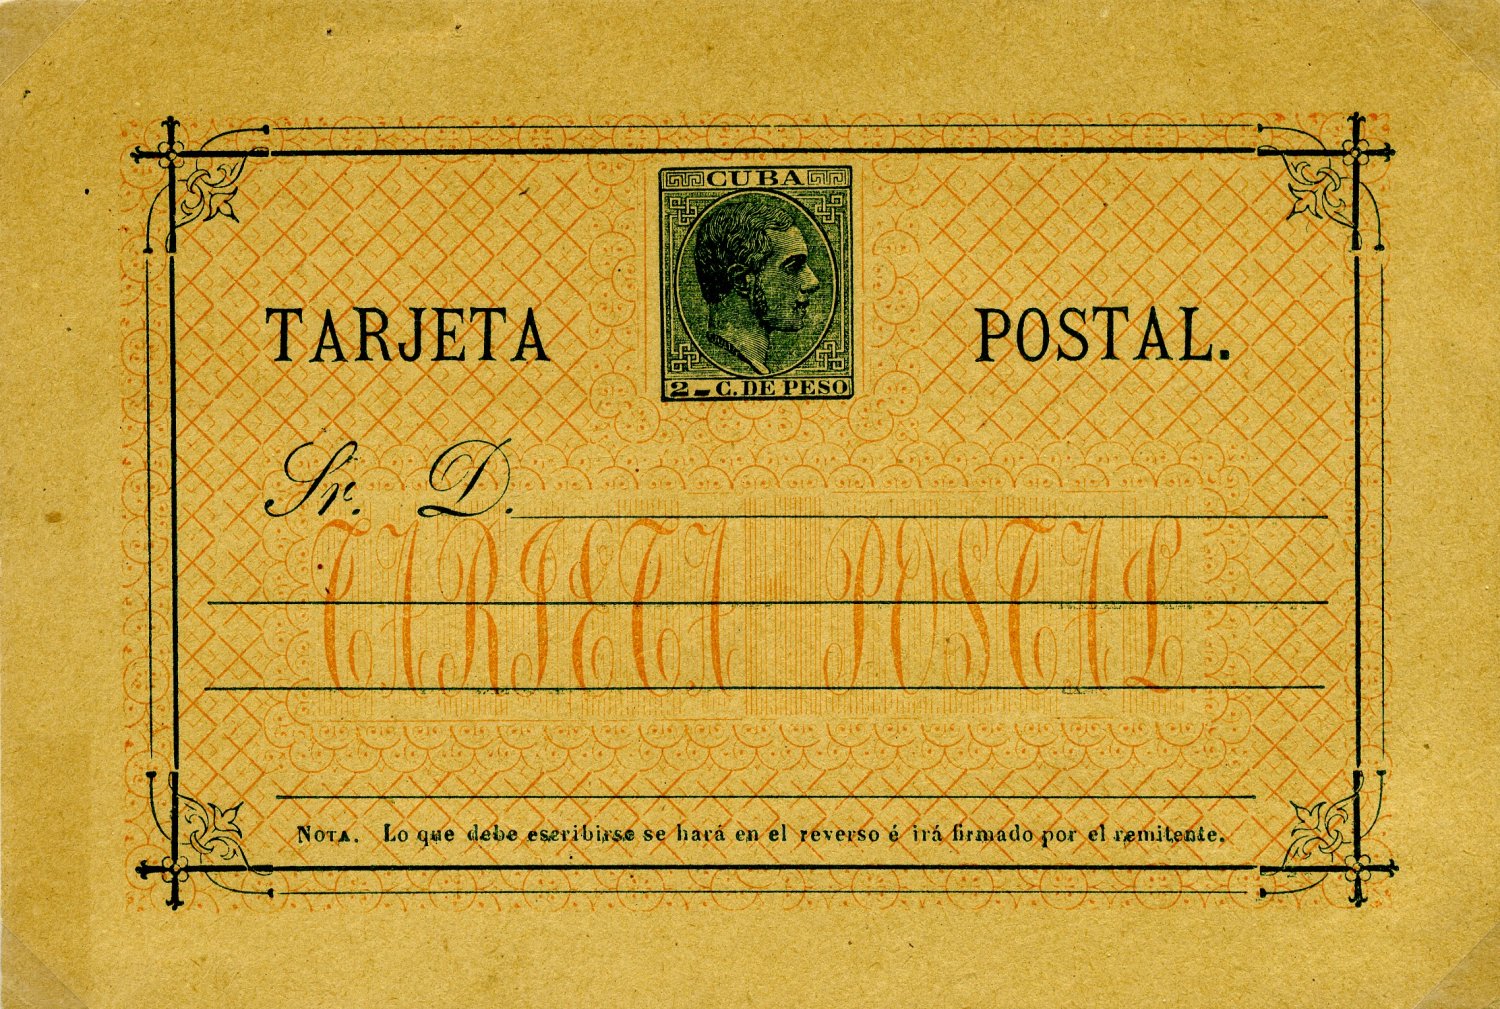 CUBA
2-C. DE PESO
TARJETA POSTAL.
Sr. D.
TARJETA POSTAL
NOTA. Lo que debe escribirse se hará en el reverso é irá firmado por el remitente.